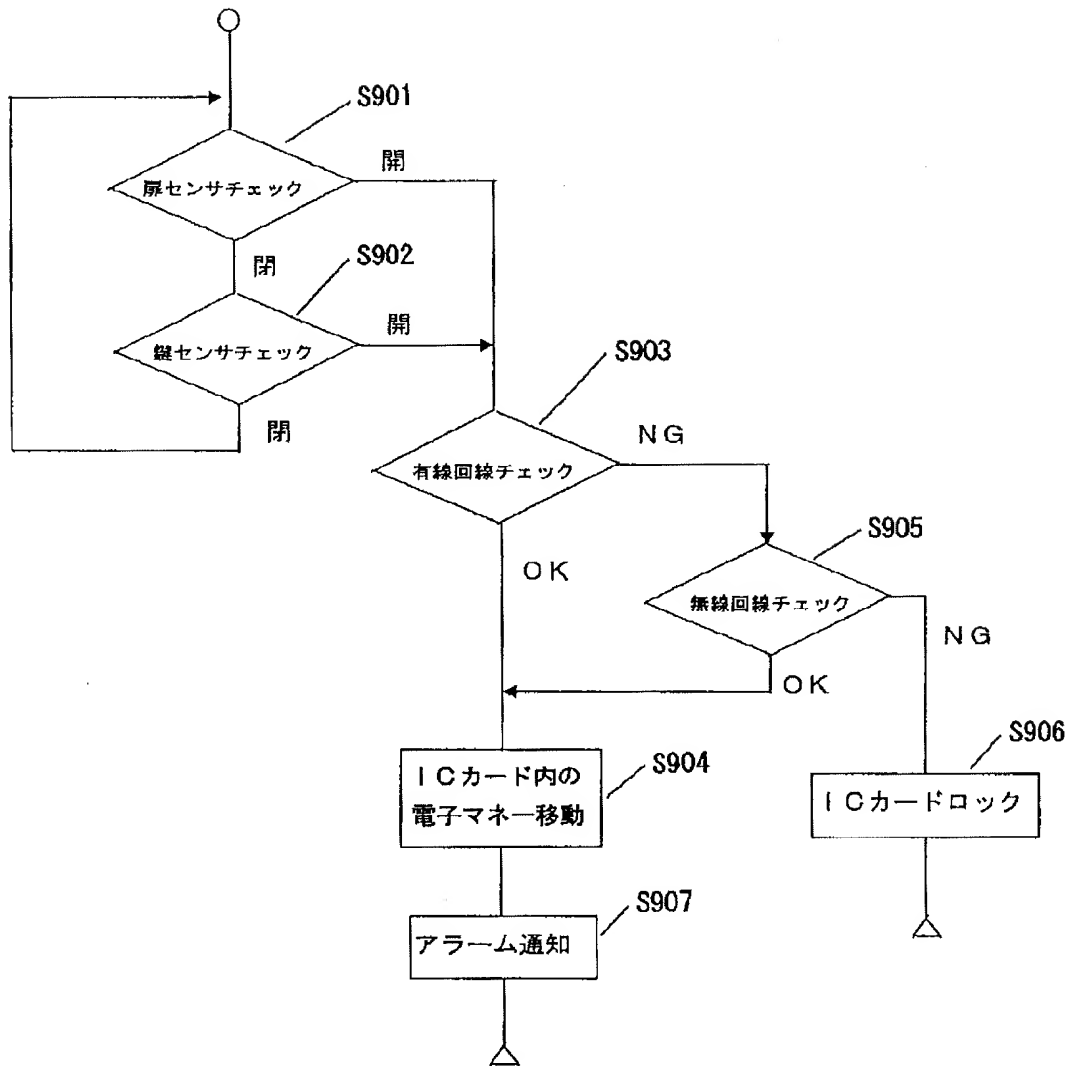 S901
開
扉センサチェック
閉
S902
開
鍵センサチェック
閉
S903
NG
有線回線チェック
OK
S905
無線回線チェック
NG
OK
S904
ICカード内の
電子マネー移動
S906
ICカードロック
S907
アラーム通知